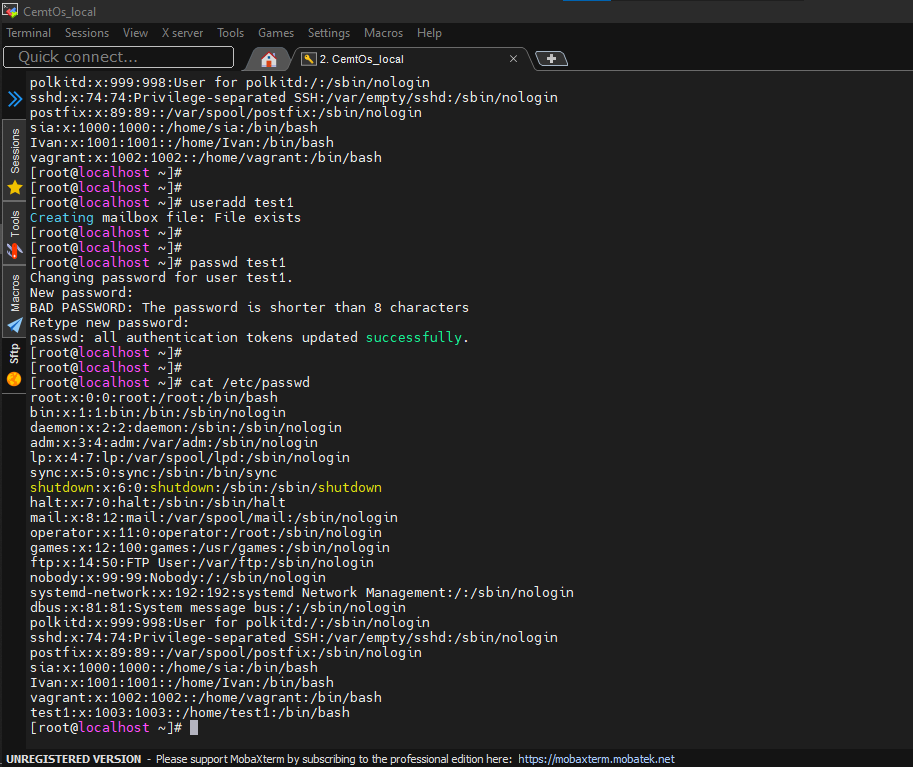 CemtOs_local
Terminal Sessions View X server Tools Games Settings Macros Help
Quick connect...
2. CemtOs_local
Sessions
Tools
Macros
Sftp
polkitd:x:999:998:User for polkitd:/:/sbin/nologin
sshd:x:74:74:Privilege-separated SSH:/var/empty/sshd:/sbin/nologin
postfix:x:89:89::/var/spool/postfix:/sbin/nologin
sia:x:1000:1000::/home/sia:/bin/bash
Ivan:x:1001:1001::/home/Ivan:/bin/bash
vagrant:x:1002:1002::/home/vagrant:/bin/bash
[root@localhost ~]#
[root@localhost ~]#
[root@localhost ~]# useradd test1
Creating mailbox file: File exists
[root@localhost ~]#
[root@localhost ~]#
[root@localhost ~]# passwd test1
Changing password for user test1.
New password:
BAD PASSWORD: The password is shorter than 8 characters
Retype new password:
passwd: all authentication tokens updated successfully.
[root@localhost ~]#
[root@localhost ~]#
[root@localhost ~]# cat /etc/passwd
root:x:0:0:root:/root:/bin/bash
bin:x:1:1:bin:/bin:/sbin/nologin
daemon:x:2:2:daemon:/sbin:/sbin/nologin
adm:x:3:4:adm:/var/adm:/sbin/nologin
lp:x:4:7:lp:/var/spool/lpd:/sbin/nologin
sync:x:5:0:sync:/sbin:/bin/sync
shutdown:x:6:0:shutdown:/sbin:/sbin/shutdown
halt:x:7:0:halt:/sbin:/sbin/halt
mail:x:8:12:mail:/var/spool/mail:/sbin/nologin
operator:x:11:0:operator:/root:/sbin/nologin
games:x:12:100:games:/usr/games:/sbin/nologin
ftp:x:14:50:FTP User:/var/ftp:/sbin/nologin
nobody:x:99:99:Nobody:/:/sbin/nologin
systemd-network:x:192:192:systemd Network Management:/:/sbin/nologin
dbus:x:81:81:System message bus:/:/sbin/nologin
polkitd:x:999:998:User for polkitd:/:/sbin/nologin
sshd:x:74:74:Privilege-separated SSH:/var/empty/sshd:/sbin/nologin
postfix:x:89:89::/var/spool/postfix:/sbin/nologin
sia:x:1000:1000::/home/sia:/bin/bash
Ivan:x:1001:1001::/home/Ivan:/bin/bash
vagrant:x:1002:1002::/home/vagrant:/bin/bash
test1:x:1003:1003::/home/test1:/bin/bash
[root@localhost ~]#
UNREGISTERED VERSION - Please support MobaXterm by subscribing to the professional edition here: https://mobaxterm.mobatek.net